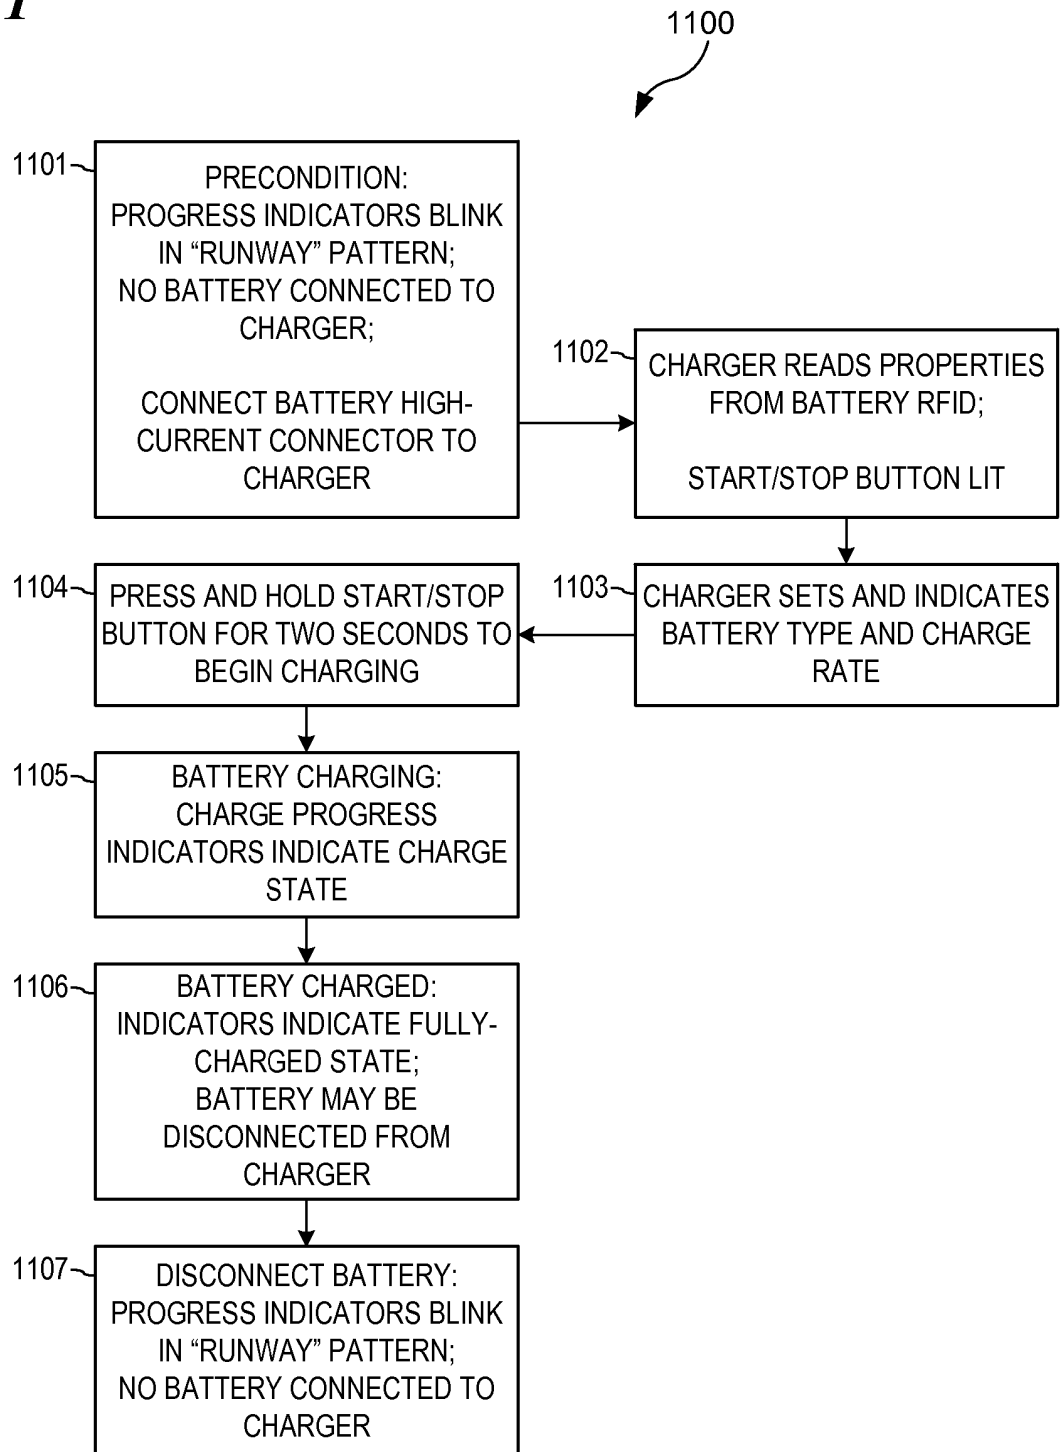 1100
1101
PRECONDITION:
PROGRESS INDICATORS BLINK
IN “RUNWAY” PATTERN;
NO BATTERY CONNECTED TO
CHARGER;
CONNECT BATTERY HIGH-
CURRENT CONNECTOR TO
CHARGER
1102
CHARGER READS PROPERTIES
FROM BATTERY RFID;
START/STOP BUTTON LIT
1103
CHARGER SETS AND INDICATES
BATTERY TYPE AND CHARGE
RATE
1104
PRESS AND HOLD START/STOP
BUTTON FOR TWO SECONDS TO
BEGIN CHARGING
1105
BATTERY CHARGING:
CHARGE PROGRESS
INDICATORS INDICATE CHARGE
STATE
1106
BATTERY CHARGED:
INDICATORS INDICATE FULLY-
CHARGED STATE;
BATTERY MAY BE
DISCONNECTED FROM
CHARGER
1107
DISCONNECT BATTERY:
PROGRESS INDICATORS BLINK
IN “RUNWAY” PATTERN;
NO BATTERY CONNECTED TO
CHARGER